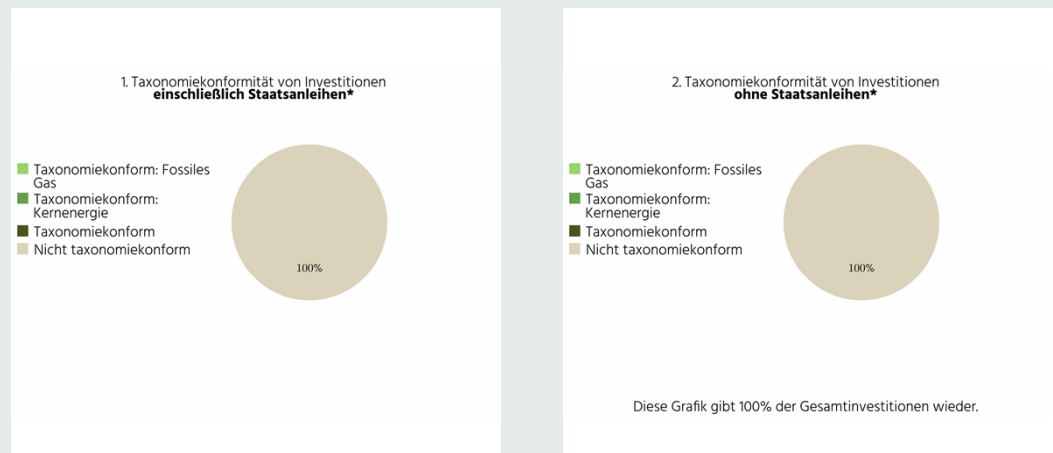 1. Taxonomiekonformität von Investitionen
einschließlich Staatsanleihen*
Taxonomiekonform: Fossiles
Gas
Taxonomiekonform:
Kernenergie
Taxonomiekonform
Nicht taxonomiekonform
100%
2. Taxonomiekonformität von Investitionen
ohne Staatsanleihen*
Taxonomiekonform: Fossiles
Gas
Taxonomiekonform:
Kernenergie
Taxonomiekonform
Nicht taxonomiekonform
100%
Diese Grafik gibt 100% der Gesamtinvestitionen wieder.